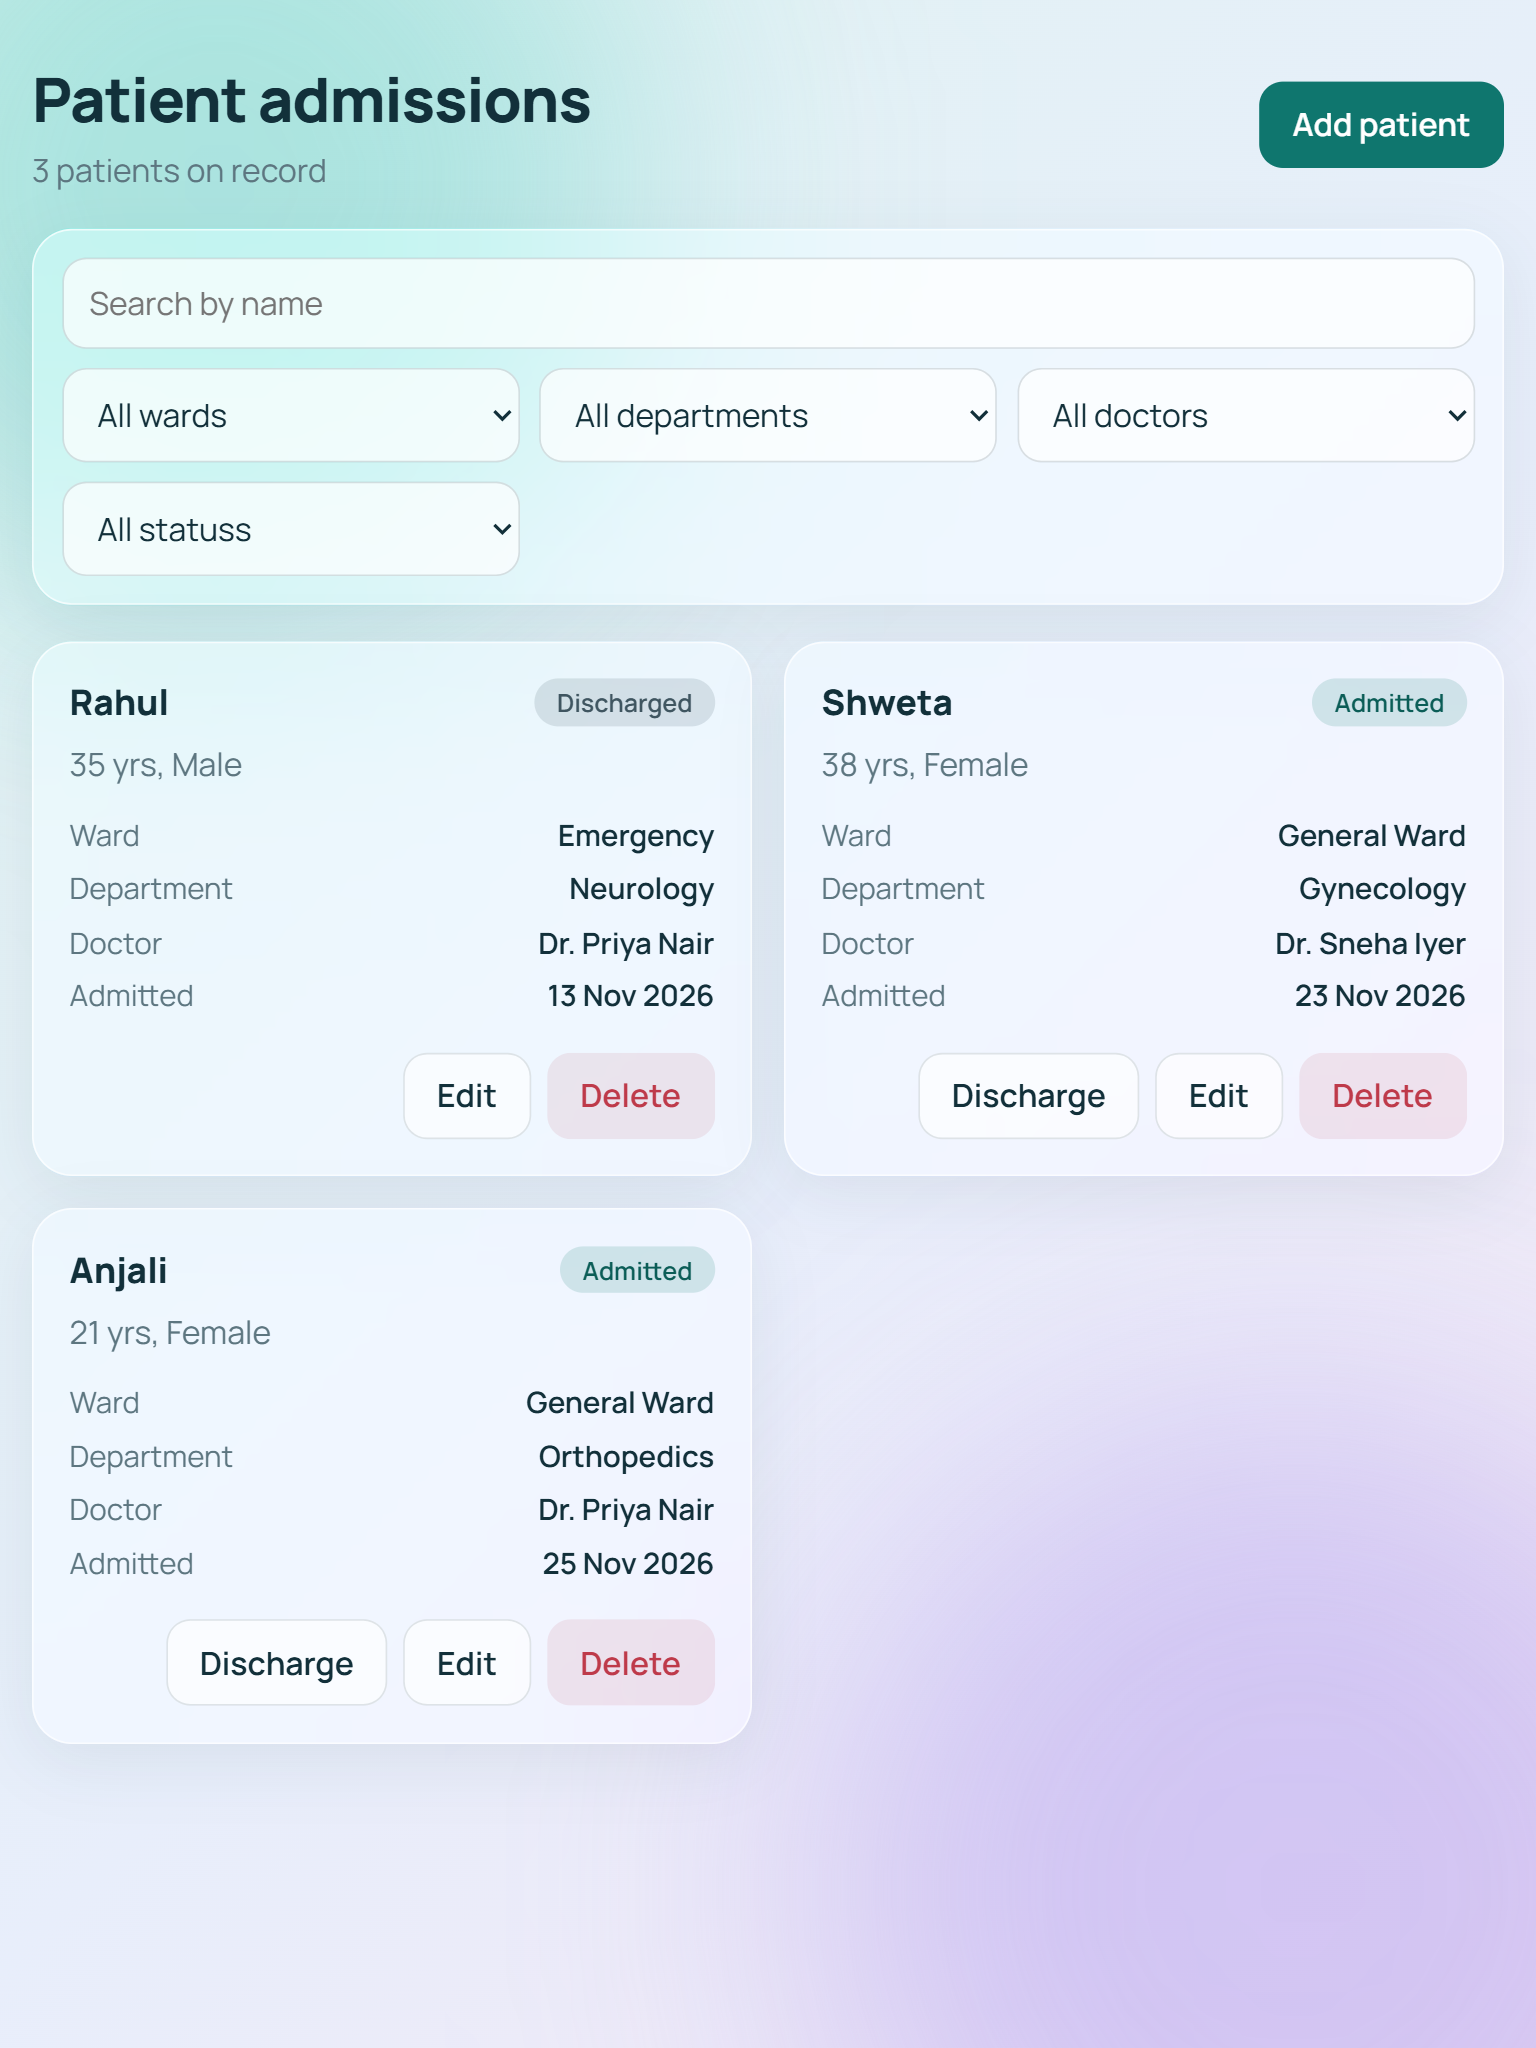 Patient admissions
Add patient
3 patients on record
Search by name
All wards
All departments
All doctors
All statuss
Rahul
Discharged
35 yrs, Male
Ward Emergency
Department Neurology
Doctor Dr. Priya Nair
Admitted 13 Nov 2026
Edit Delete
Shweta
Admitted
38 yrs, Female
Ward General Ward
Department Gynecology
Doctor Dr. Sneha Iyer
Admitted 23 Nov 2026
Discharge Edit Delete
Anjali
Admitted
21 yrs, Female
Ward General Ward
Department Orthopedics
Doctor Dr. Priya Nair
Admitted 25 Nov 2026
Discharge Edit Delete